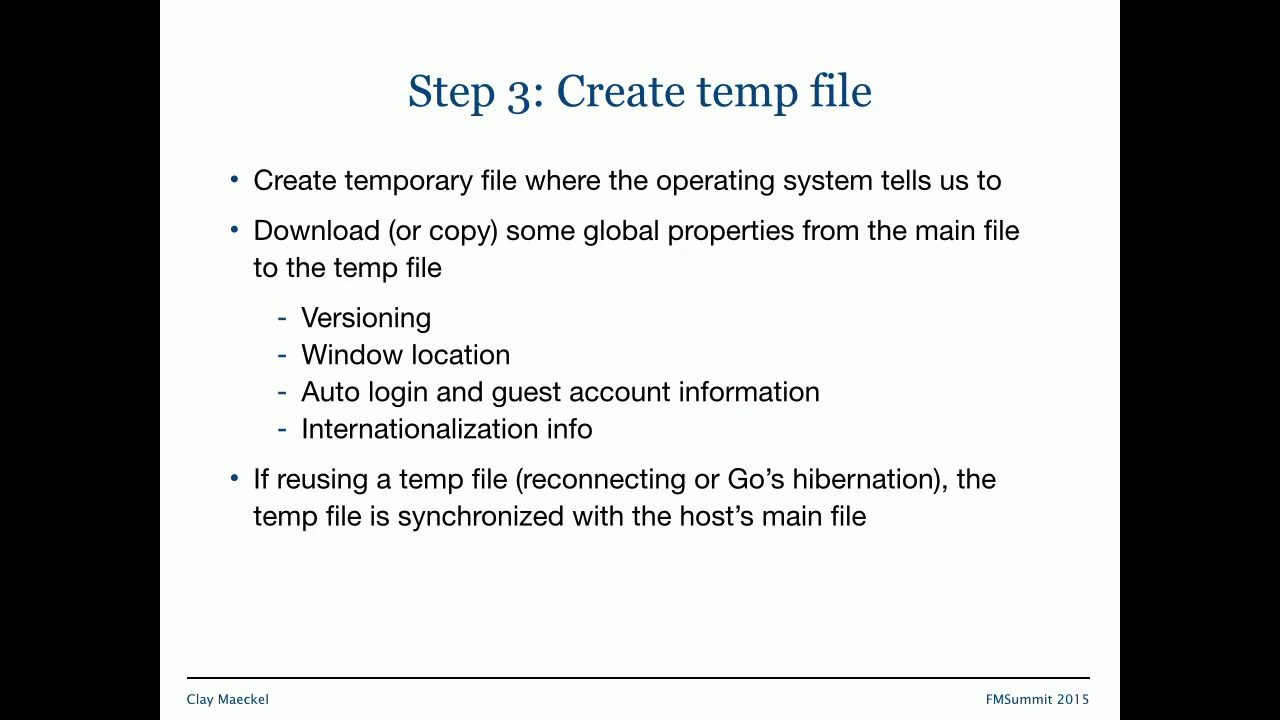 Step 3: Create temp file
• Create temporary file where the operating system tells us to
• Download (or copy) some global properties from the main file
to the temp file
- Versioning
- Window location
- Auto login and guest account information
- Internationalization info
• If reusing a temp file (reconnecting or Go’s hibernation), the
temp file is synchronized with the host’s main file
Clay Maeckel
FMSummit 2015